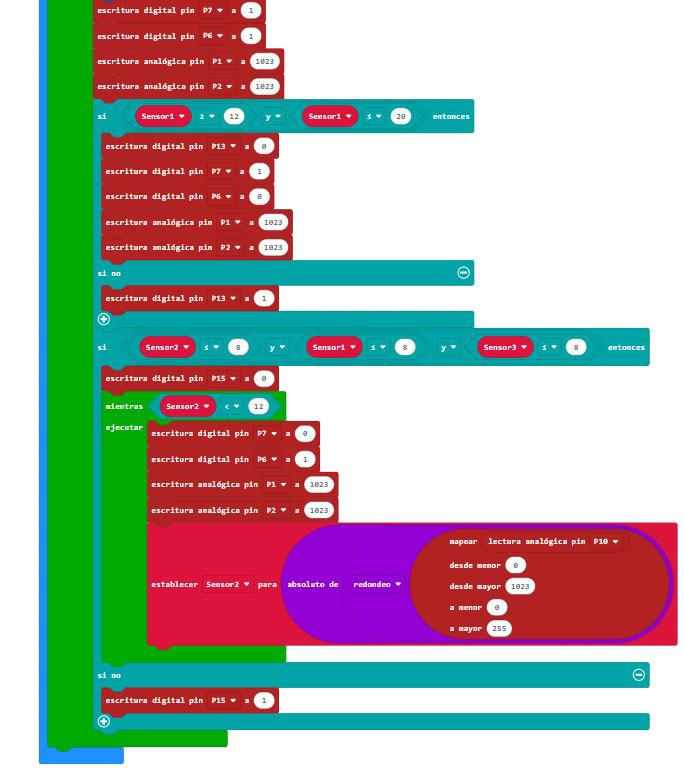 escritura digital pin P7 a 1
escritura digital pin P6 a 1
escritura analógica pin P1 a 1023
escritura analógica pin P2 a 1023
si Sensor1 ≥ 12 y Sensor1 ≤ 20 entonces
escritura digital pin P13 a 0
escritura digital pin P7 a 1
escritura digital pin P6 a 0
escritura analógica pin P1 a 1023
escritura analógica pin P2 a 1023
si no
escritura digital pin P13 a 1
si Sensor2 ≤ 8 y Sensor1 ≤ 8 y Sensor3 ≤ 8 entonces
escritura digital pin P15 a 0
mientras Sensor2 < 12
ejecutar
escritura digital pin P7 a 0
escritura digital pin P6 a 1
escritura analógica pin P1 a 1023
escritura analógica pin P2 a 1023
mapear lectura analógica pin P10
desde menor 0
establecer Sensor2 para absoluto de redondeo
desde mayor 1023
a menor 0
a mayor 255
si no
escritura digital pin P15 a 1